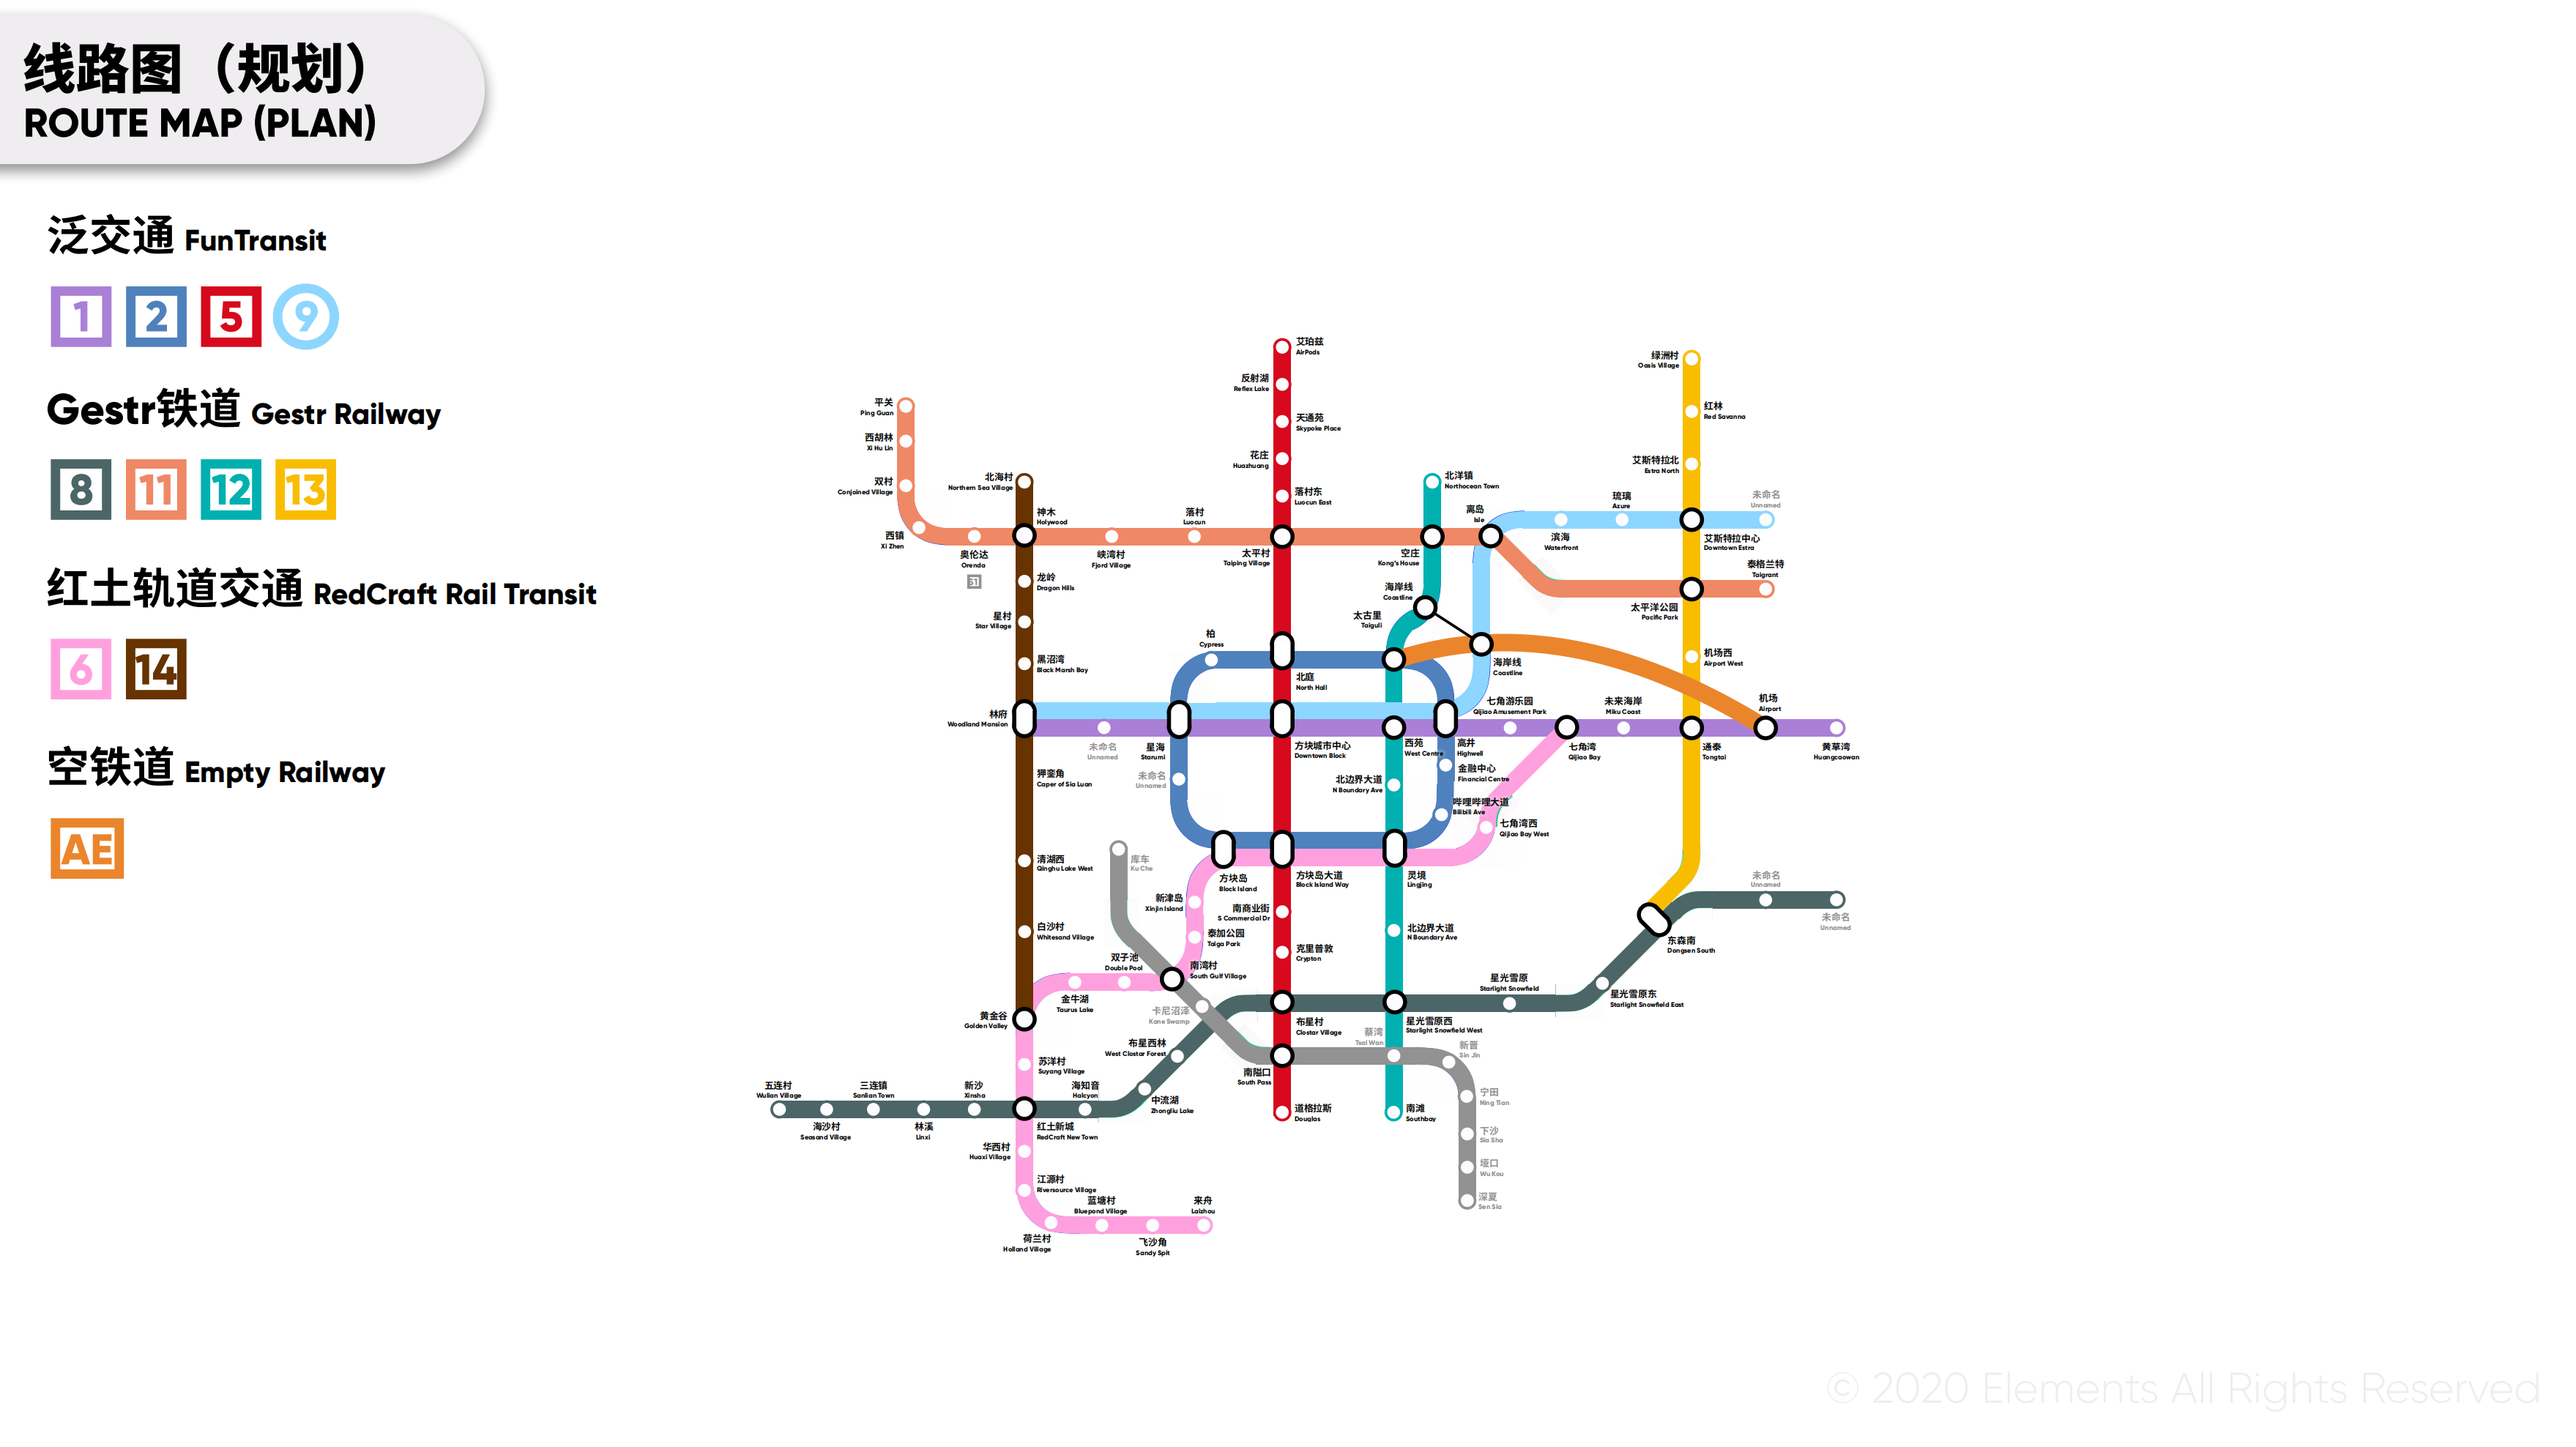 线路图（规划）
ROUTE MAP (PLAN)
泛交通 FunTransit
1 2 5 9
Gestr铁道 Gestr Railway
8 11 12 13
红土轨道交通 RedCraft Rail Transit
6 14
空铁道 Empty Railway
AE
艾珀兹
AirPods
反射湖
Reflex Lake
天通苑
Skypoke Place
花庄
Huazhuang
落村东
Luocun East
绿洲村
Oasis Village
红林
Red Savanna
艾斯特拉北
Estra North
平关
Ping Guan
西胡林
Xi Hu Lin
双村
Conjoined Village
西镇
Xi Zhen
奥伦达
Orenda
31
北海村
Northern Sea Village
神木
Holywood
峡湾村
Fjord Village
落村
Luocun
太平村
Taiping Village
北洋镇
Northocean Town
空庄
Kong's House
离岛
Isle
滨海
Waterfront
琉璃
Azure
未命名
Unnamed
艾斯特拉中心
Downtown Estra
泰格兰特
Taigrant
太平洋公园
Pacific Park
龙岭
Dragon Hills
星村
Star Village
黑沼湾
Black Marsh Bay
柏
Cypress
北庭
North Hall
海岸线
Coastline
太古里
Taiguli
海岸线
Coastline
机场西
Airport West
机场
Airport
林府
Woodland Mansion
未命名
Unnamed
星海
Starumi
未命名
Unnamed
方块城市中心
Downtown Block
西苑
West Centre
高井
Highwell
七角游乐园
Qijiao Amusement Park
七角湾
Qijiao Bay
未来海岸
Miku Coast
通泰
Tongtai
黄草湾
Huangcaowan
狎銮角
Caper of Sia Luan
北边界大道
N Boundary Ave
金融中心
Financial Centre
哔哩哔哩大道
Bilibili Ave
七角湾西
Qijiao Bay West
清湖西
Qinghu Lake West
库车
Ku Che
方块岛
Block Island
方块岛大道
Block Island Way
灵境
Lingjing
新津岛
Xinjin Island
南商业街
S Commercial Dr
未命名
Unnamed
未命名
Unnamed
白沙村
Whitesand Village
泰加公园
Taiga Park
克里普敦
Crypton
北边界大道
N Boundary Ave
东森南
Dongsen South
双子池
Double Pool
南湾村
South Gulf Village
金牛湖
Taurus Lake
卡尼沼泽
Kane Swamp
星光雪原
Starlight Snowfield
星光雪原东
Starlight Snowfield East
黄金谷
Golden Valley
布星村
Clostar Village
星光雪原西
Starlight Snowfield West
蔡湾
Tsai Wan
新晋
Sin Jin
布星西林
West Clostar Forest
苏洋村
Suyang Village
南隘口
South Pass
五连村
Wulian Village
海沙村
Seasand Village
三连镇
Sanlian Town
林溪
Linxi
新沙
Xinsha
红土新城
RedCraft New Town
海知音
Halcyon
中流湖
Zhongliu Lake
道格拉斯
Douglas
南滩
Southbay
宁田
Ning Tian
下沙
Sia Sha
垭口
Wu Kou
深夏
Sen Sia
华西村
Huaxi Village
江源村
Riversource Village
荷兰村
Holland Village
蓝塘村
Bluepond Village
飞沙角
Sandy Spit
来舟
Laizhou
© 2020 Elements All Rights Reserved